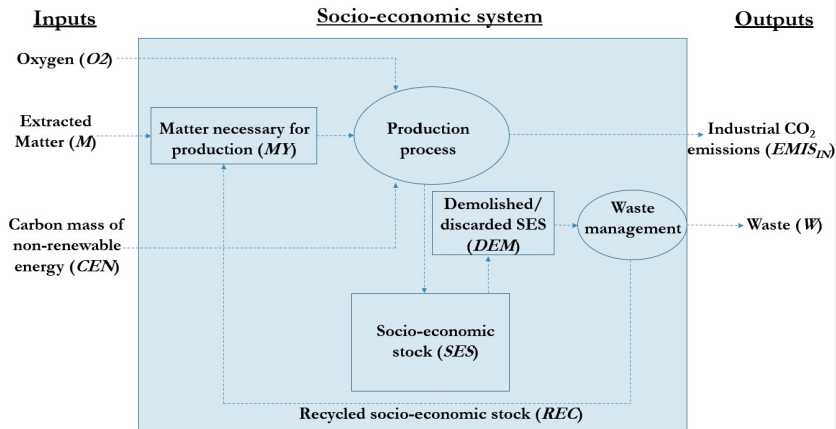 Inputs
Socio-economic system
Outputs
Oxygen (O2)
Extracted
Matter (M)
Matter necessary for
production (MY)
Production
process
Industrial CO₂
emissions (EMIS_IN)
Carbon mass of
non-renewable
energy (CEN)
Demolished/
discarded SES
(DEM)
Waste
management
Waste (W)
Socio-economic
stock (SES)
Recycled socio-economic stock (REC)